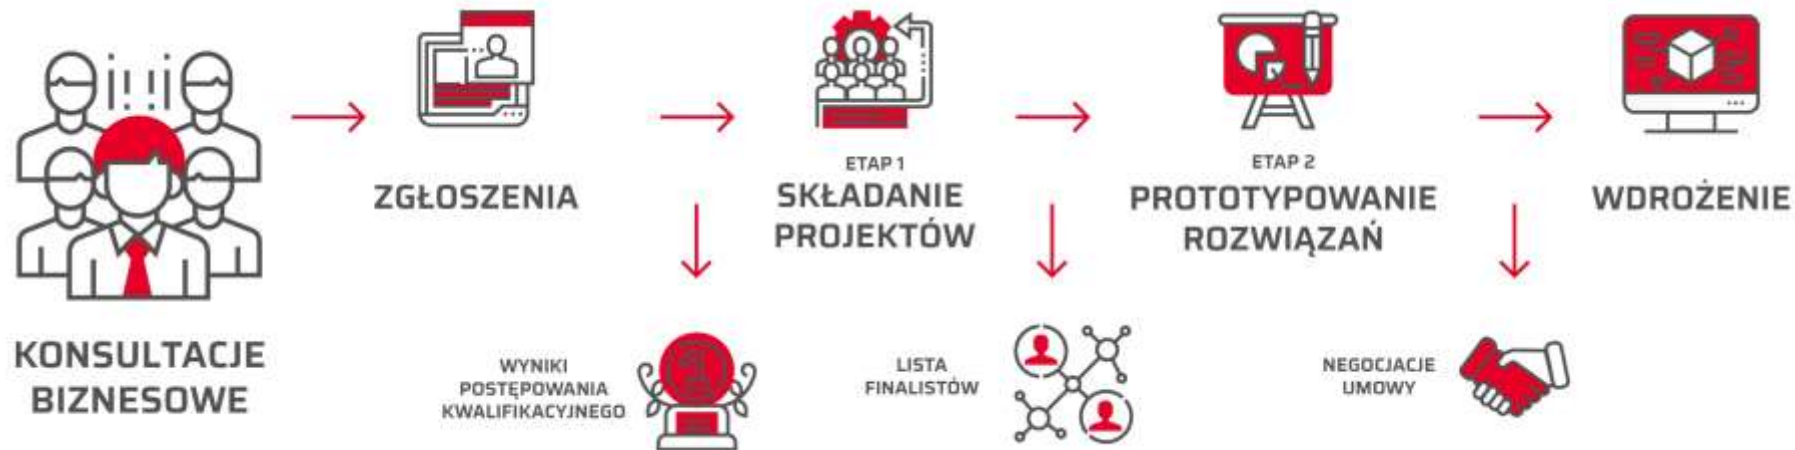 KONSULTACJE
BIZNESOWE
ZGŁOSZENIA
WYNIKI
POSTĘPOWANIA
KWALIFIKACYJNEGO
ETAP 1
SKŁADANIE
PROJEKTÓW
LISTA
FINALISTÓW
ETAP 2
PROTOTYPOWANIE
ROZWIĄZAŃ
NEGOCJACJE
UMOWY
WDROŻENIE